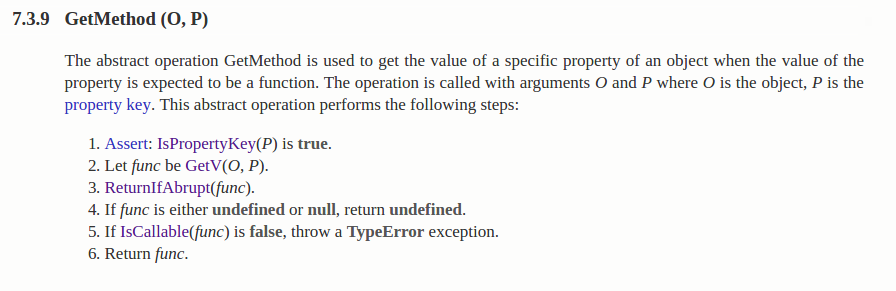 7.3.9 GetMethod (O, P)
The abstract operation GetMethod is used to get the value of a specific property of an object when the value of the
property is expected to be a function. The operation is called with arguments O and P where O is the object, P is the
property key. This abstract operation performs the following steps:
1. Assert: IsPropertyKey(P) is true.
2. Let func be GetV(O, P).
3. ReturnIfAbrupt(func).
4. If func is either undefined or null, return undefined.
5. If IsCallable(func) is false, throw a TypeError exception.
6. Return func.